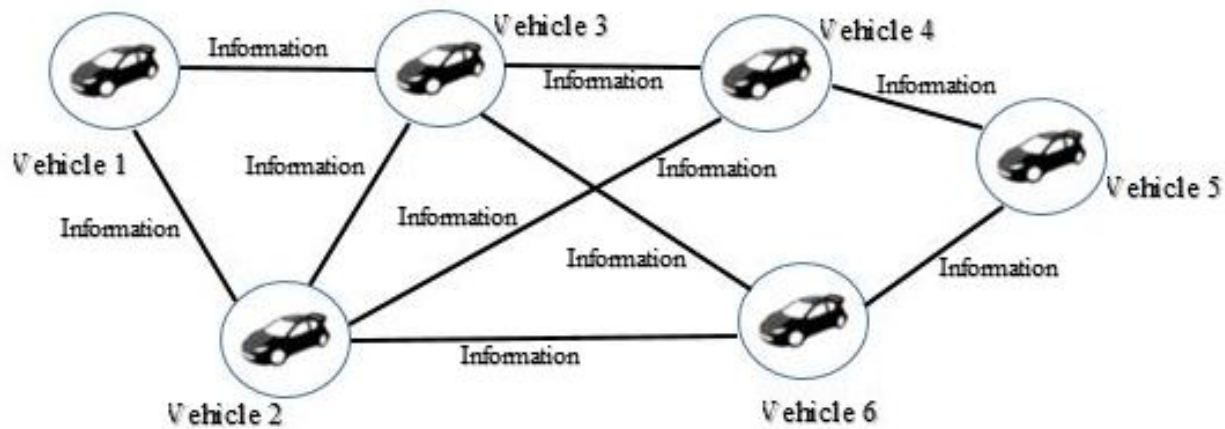 Vehicle 3
Vehicle 4
Information
Information
Information
Vehicle 1
Information
Information
Vehicle 5
Information
Information
Information
Information
Information
Vehicle 2
Vehicle 6